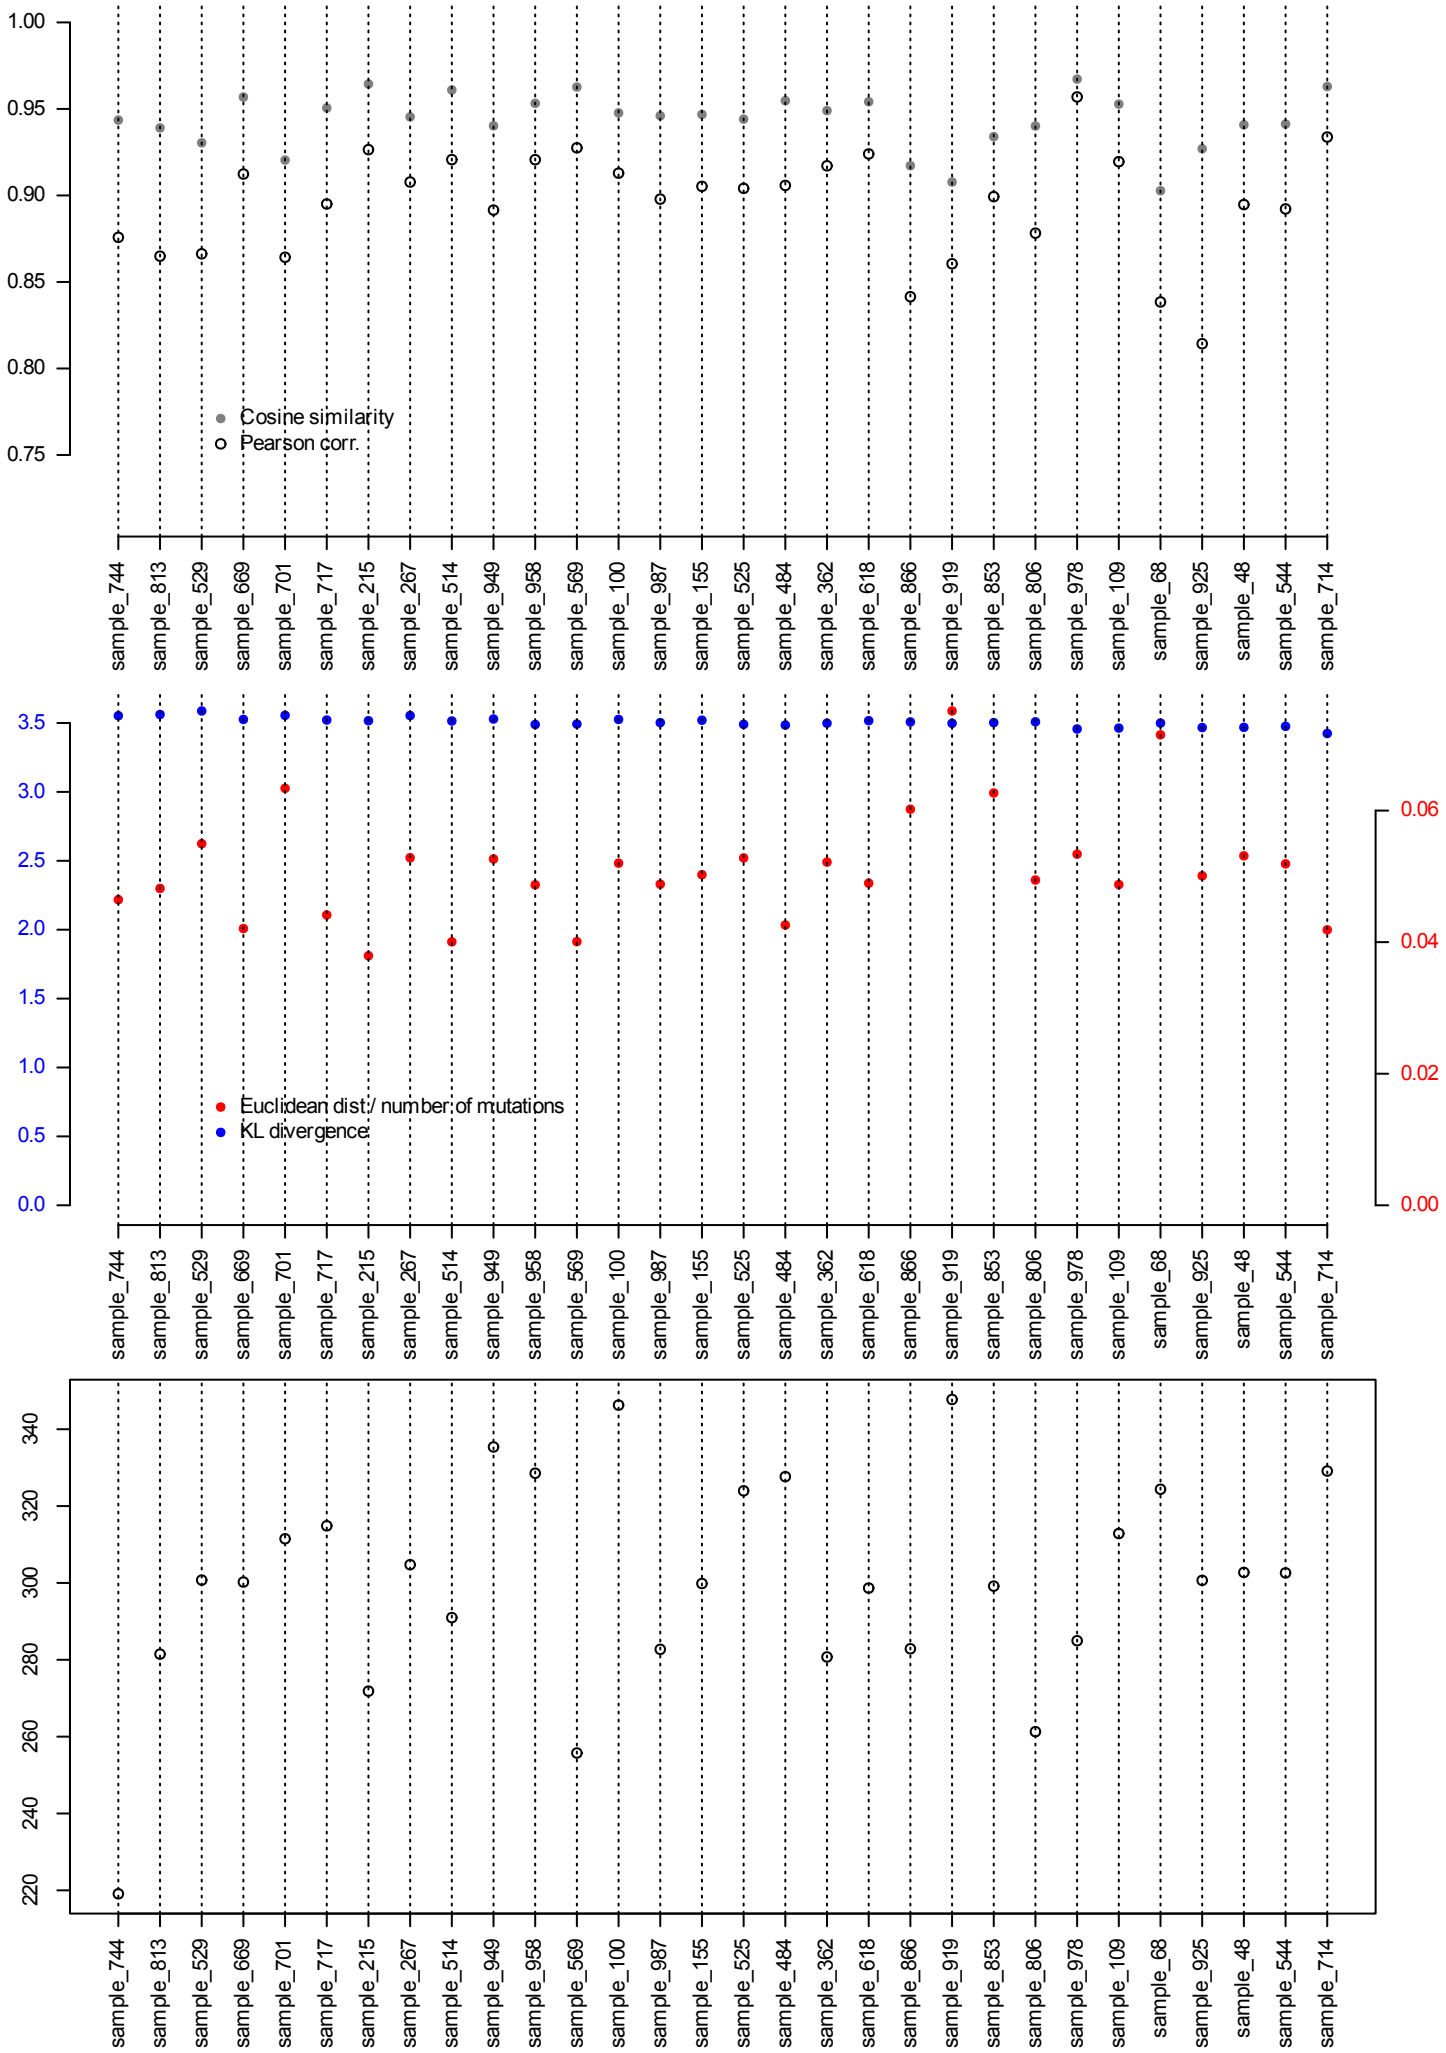 1.00
0.95
0.90
0.85
0.80
0.75
Cosine similarity
Pearson corr.
sample_744
sample_813
sample_529
sample_669
sample_701
sample_717
sample_215
sample_267
sample_514
sample_949
sample_958
sample_569
sample_100
sample_987
sample_155
sample_525
sample_484
sample_362
sample_618
sample_866
sample_919
sample_853
sample_806
sample_978
sample_109
sample_68
sample_925
sample_48
sample_544
sample_714
3.5
3.0
2.5
2.0
1.5
1.0
0.5
0.0
Euclidean dist./ number of mutations
KL divergence
0.06
0.04
0.02
0.00
sample_744
sample_813
sample_529
sample_669
sample_701
sample_717
sample_215
sample_267
sample_514
sample_949
sample_958
sample_569
sample_100
sample_987
sample_155
sample_525
sample_484
sample_362
sample_618
sample_866
sample_919
sample_853
sample_806
sample_978
sample_109
sample_68
sample_925
sample_48
sample_544
sample_714
340
320
300
280
260
240
220
sample_744
sample_813
sample_529
sample_669
sample_701
sample_717
sample_215
sample_267
sample_514
sample_949
sample_958
sample_569
sample_100
sample_987
sample_155
sample_525
sample_484
sample_362
sample_618
sample_866
sample_919
sample_853
sample_806
sample_978
sample_109
sample_68
sample_925
sample_48
sample_544
sample_714